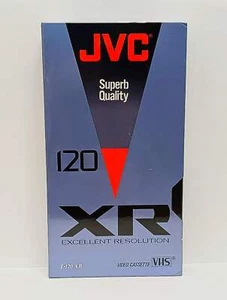 JVC
Superb
Quality
120
XR
EXCELLENT RESOLUTION
VIDEO CASSETTE VHS